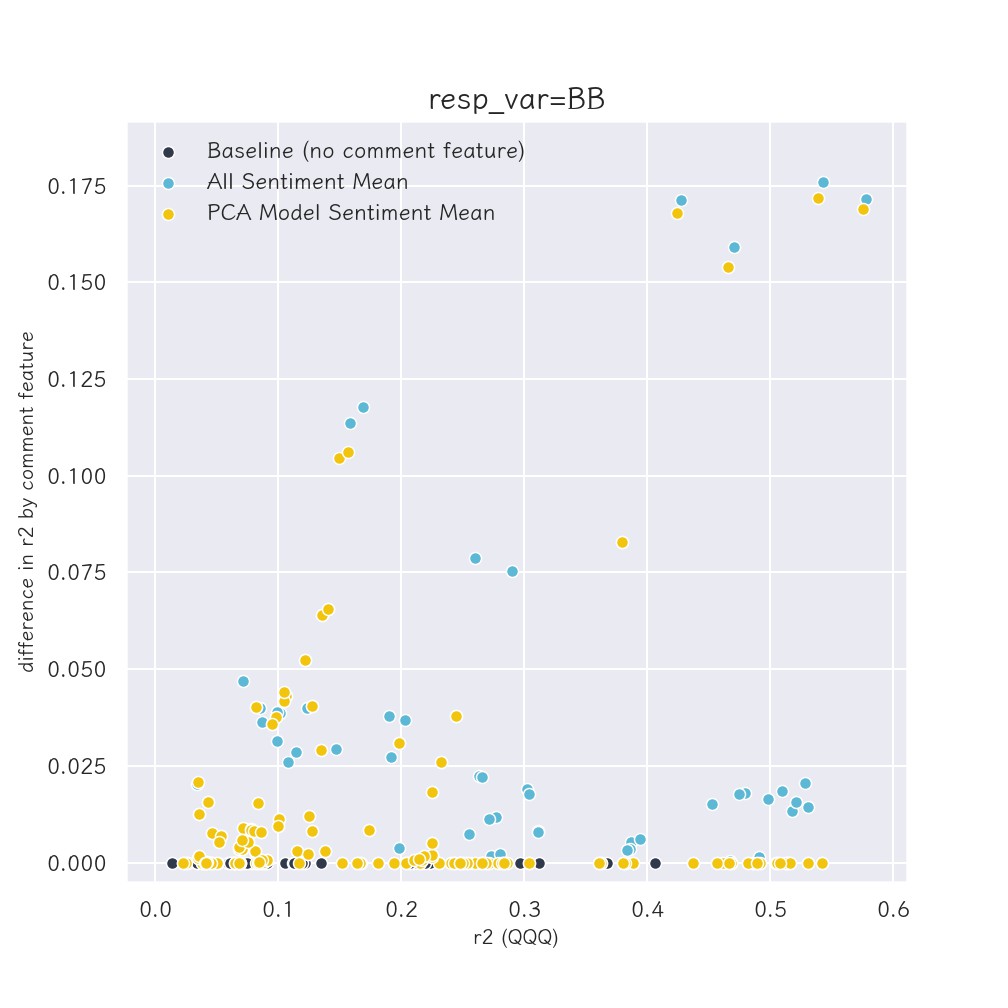 resp_var=BB
Baseline (no comment feature)
All Sentiment Mean
PCA Model Sentiment Mean
difference in r2 by comment feature
0.175
0.150
0.125
0.100
0.075
0.050
0.025
0.000
0.0 0.1 0.2 0.3 0.4 0.5 0.6
r2 (QQQ)